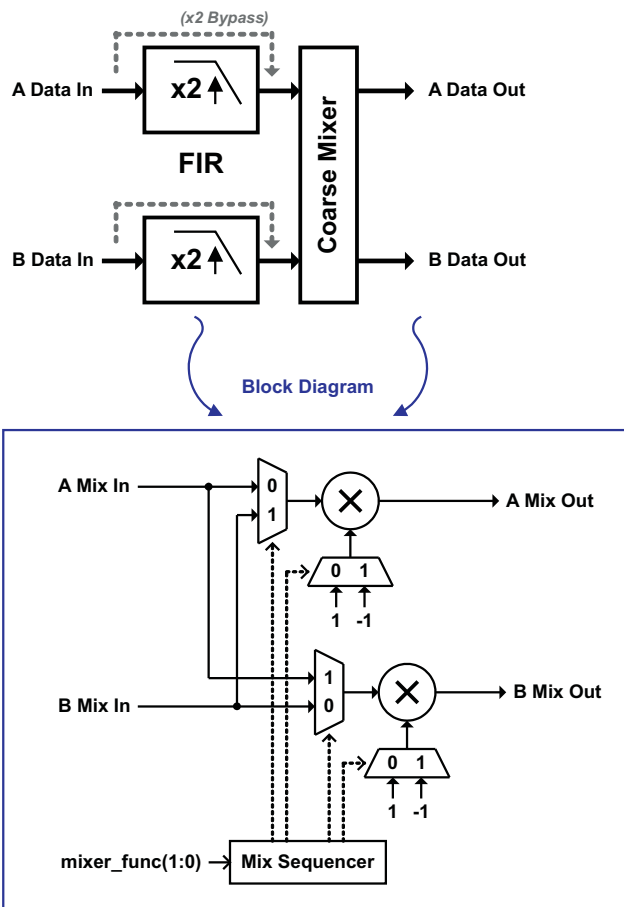 (x2 Bypass)
A Data In
x2
A Data Out
FIR
Coarse Mixer
B Data In
x2
B Data Out
Block Diagram
A Mix In
0
1
A Mix Out
0 1
1 -1
1
0
B Mix In
B Mix Out
0 1
1 -1
mixer_func(1:0)
Mix Sequencer